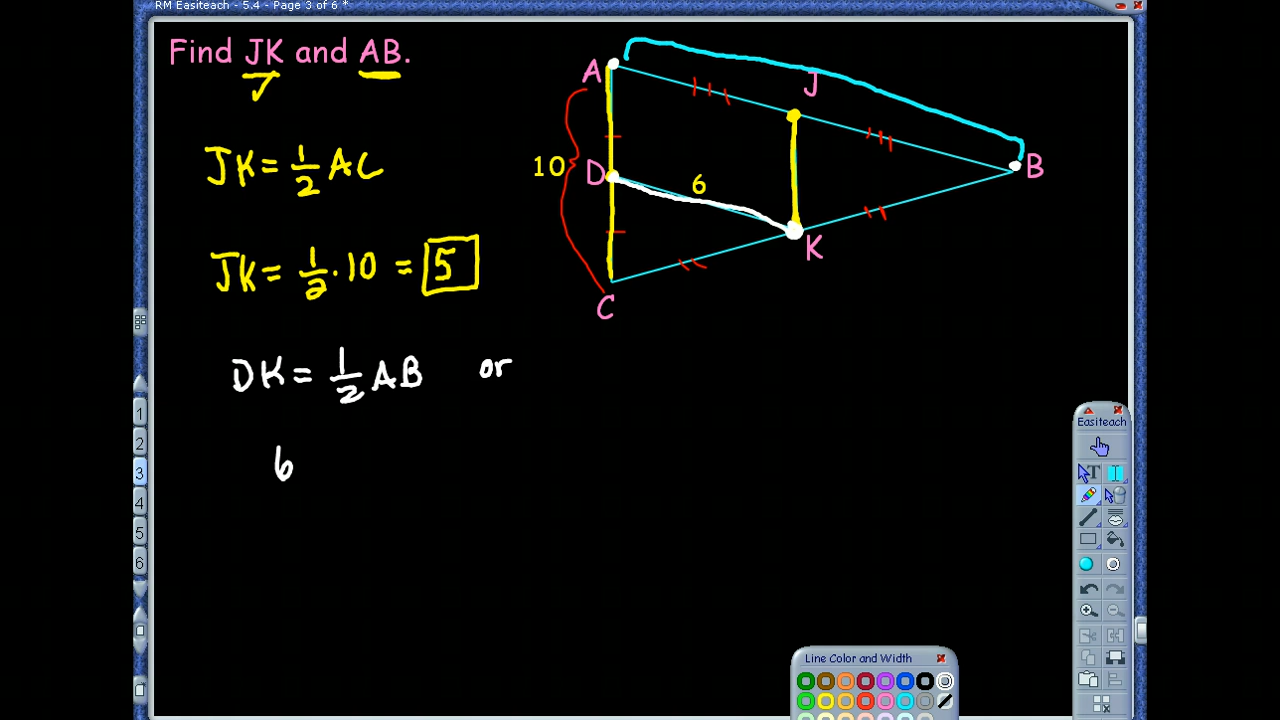 RM Easiteach - 5.4 - Page 3 of 6 *
Find JK and AB.
JK = 1/2 AC
JK = 1/2 · 10 = 5
DK = 1/2 AB or
6
A
J
B
10
D
6
K
C
1
2
3
4
5
6
Easiteach
T
Line Color and Width